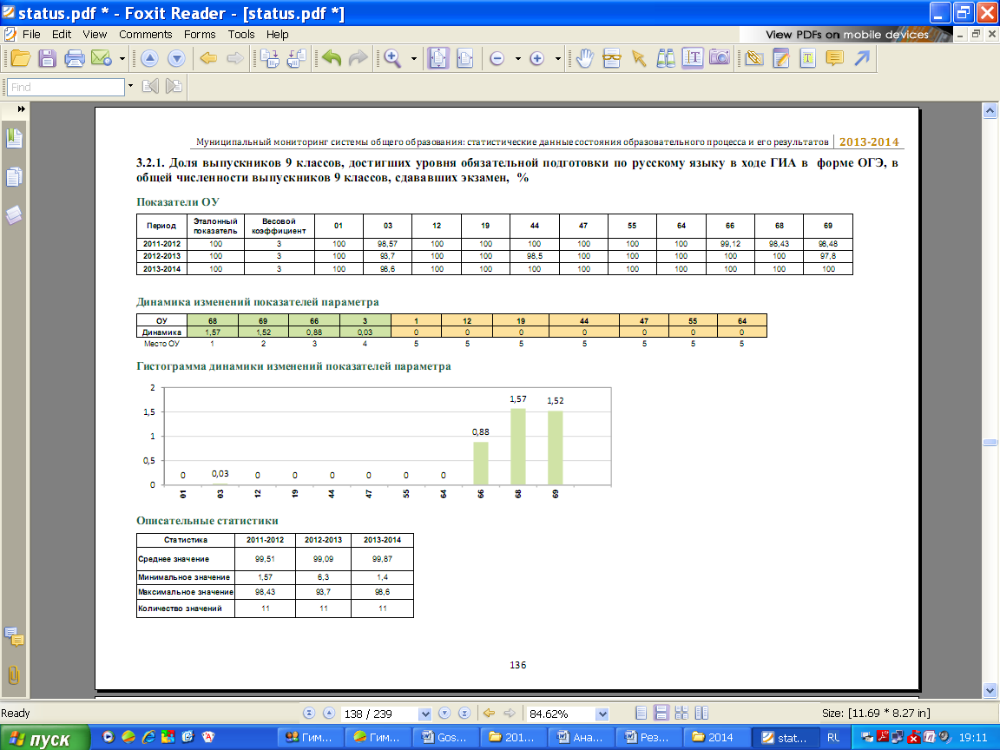 status.pdf * - Foxit Reader - [status.pdf *]
File Edit View Comments Forms Tools Help
View PDFs on mobile devices
Find
Муниципальный мониторинг системы общего образования: статистические данные состояния образовательного процесса и его результатов 2013-2014
3.2.1. Доля выпускников 9 классов, достигших уровня обязательной подготовки по русскому языку в ходе ГИА в форме ОГЭ, в
общей численности выпускников 9 классов, сдававших экзамен, %
Показатели ОУ
Период Эталонный показатель Весовой коэффициент 01 03 12 19 44 47 55 64 66 68 69
2011-2012 100 3 100 98,57 100 100 100 100 100 100 99,12 98,43 98,48
2012-2013 100 3 100 93,7 100 100 98,5 100 100 100 100 100 97,8
2013-2014 100 3 100 98,6 100 100 100 100 100 100 100 100 100
Динамика изменений показателей параметра
ОУ 68 69 66 3 1 12 19 44 47 55 64
Динамика 1,57 1,52 0,88 0,03 0 0 0 0 0 0 0
Место ОУ 1 2 3 4 5 5 5 5 5 5 5
Гистограмма динамики изменений показателей параметра
2
1,5
1
0,5
0
0 0,03 0 0 0 0 0 0 0,88 1,57 1,52
01 03 12 19 44 47 55 64 66 68 69
Описательные статистики
Статистика 2011-2012 2012-2013 2013-2014
Среднее значение 99,51 99,09 99,87
Минимальное значение 1,57 6,3 1,4
Максимальное значение 98,43 93,7 98,6
Количество значений 11 11 11
136
Ready
138 / 239
84.62%
Size: [11.69 * 8.27 in]
пуск
Гим... Гим... Gos... 201... Ана... Рез... 2014 stat... RU 19:11